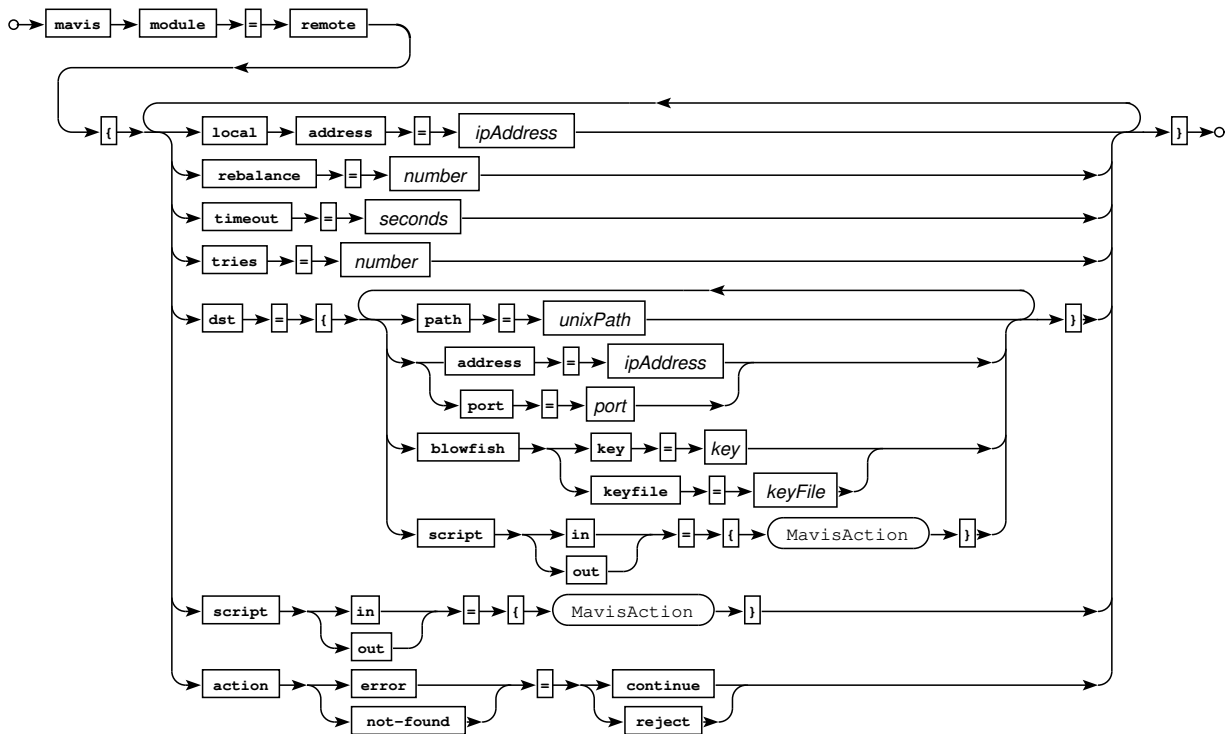 mavis module = remote
{ local address = ipAddress }
rebalance = number
timeout = seconds
tries = number
dst = { path = unixPath }
address = ipAddress
port = port
blowfish key = key
keyfile = keyFile
script in = { MavisAction }
out
script in = { MavisAction }
out
action error = continue
not-found reject